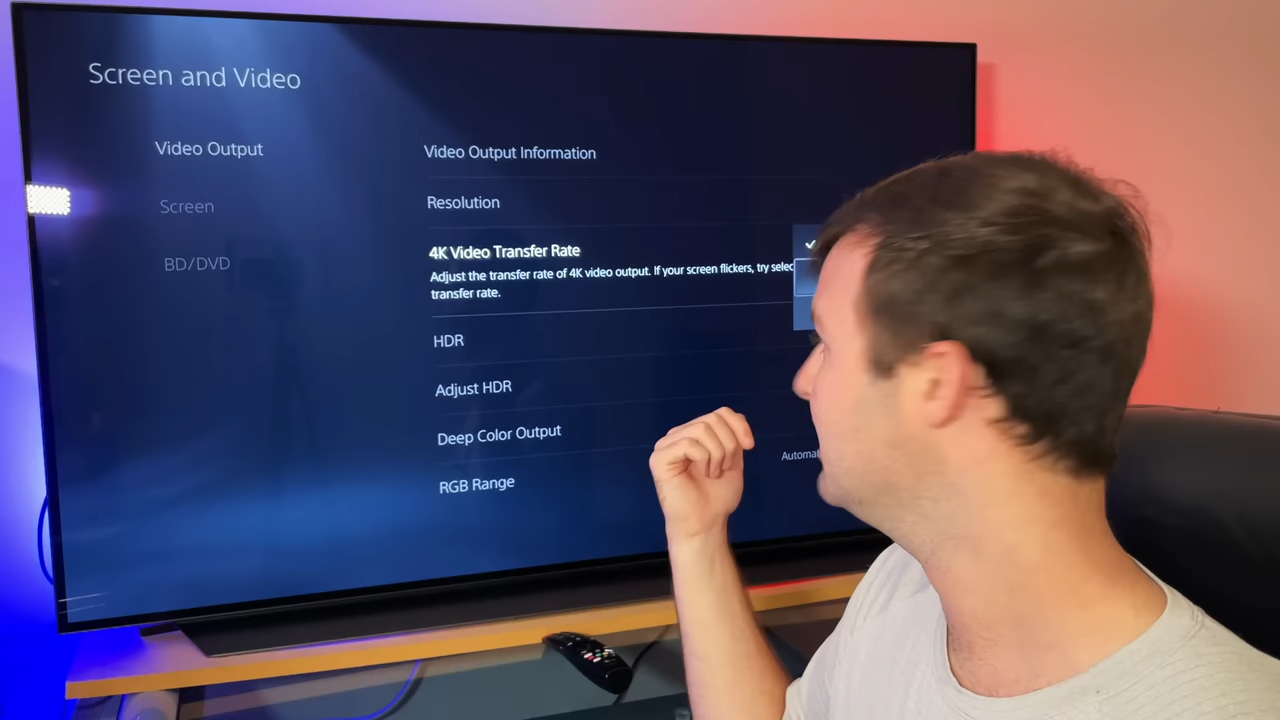 Screen and Video
Video Output
Screen
BD/DVD
Video Output Information
Resolution
4K Video Transfer Rate
Adjust the transfer rate of 4K video output. If your screen flickers, try selec
transfer rate.
HDR
Adjust HDR
Deep Color Output
Automat
RGB Range